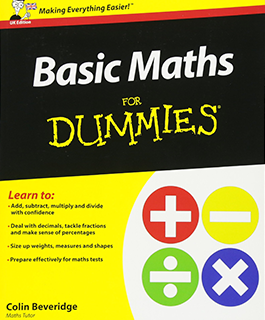 Making Everything Easier!™
UK Edition
Basic Maths
FOR
DUMMIES®
Learn to:
• Add, subtract, multiply and divide
with confidence
• Deal with decimals, tackle fractions
and make sense of percentages
• Size up weights, measures and shapes
• Prepare effectively for maths tests
Colin Beveridge
Maths Tutor